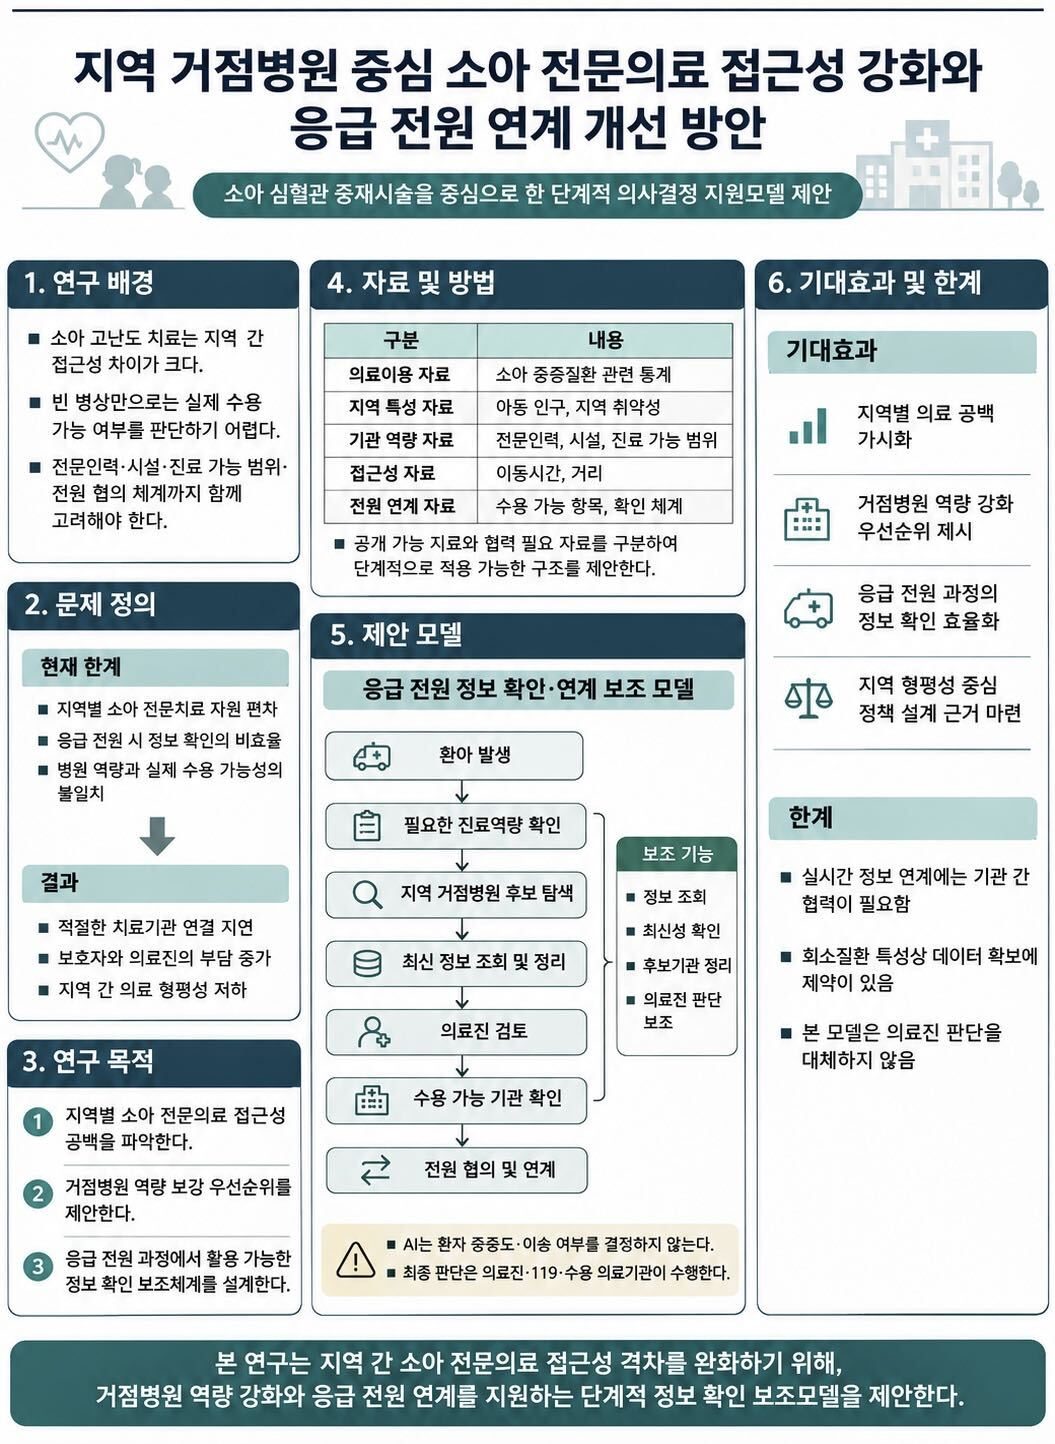 지역 거점병원 중심 소아 전문의료 접근성 강화와
응급 전원 연계 개선 방안
소아 심혈관 중재시술을 중심으로 한 단계적 의사결정 지원모델 제안
1. 연구 배경
■ 소아 고난도 치료는 지역 간
접근성 차이가 크다.
■ 빈 병상만으로는 실제 수용
가능 여부를 판단하기 어렵다.
■ 전문인력·시설·진료 가능 범위·
전원 협의 체계까지 함께
고려해야 한다.
2. 문제 정의
현재 한계
■ 지역별 소아 전문치료 자원 편차
■ 응급 전원 시 정보 확인의 비효율
■ 병원 역량과 실제 수용 가능성의
불일치
결과
■ 적절한 치료기관 연결 지연
■ 보호자와 의료진의 부담 중가
■ 지역 간 의료 형평성 저하
3. 연구 목적
1 지역별 소아 전문의료 접근성
공백을 파악한다.
2 거점병원 역량 보강 우선순위를
제안한다.
3 응급 전원 과정에서 활용 가능한
정보 확인 보조체계를 설계한다.
4. 자료 및 방법
구분 내용
의료이용 자료 소아 중증질환 관련 통계
지역 특성 자료 아동 인구, 지역 취약성
기관 역량 자료 전문인력, 시설, 진료 가능 범위
접근성 자료 이동시간, 거리
전원 연계 자료 수용 가능 항목, 확인 체계
■ 공개 가능 지료와 협력 필요 자료를 구분하여
단계적으로 적용 가능한 구조를 제안한다.
5. 제안 모델
응급 전원 정보 확인·연계 보조 모델
환아 발생
필요한 진료역량 확인
지역 거점병원 후보 탐색
최신 정보 조회 및 정리
의료진 검토
수용 가능 기관 확인
전원 협의 및 연계
보조 기능
■ 정보 조회
■ 최신성 확인
■ 후보기관 정리
■ 의료전 판단
보조
■ AI는 환자 중중도·이송 여부를 결정하지 않는다.
■ 최종 판단은 의료진·119·수용 의료기관이 수행한다.
6. 기대효과 및 한계
기대효과
지역별 의료 공백
가시화
거점병원 역량 강화
우선순위 제시
응급 전원 과정의
정보 확인 효율화
지역 형평성 중심
정책 설계 근거 마련
한계
■ 실시간 정보 연계에는 기관 간
협력이 필요함
■ 회소질환 특성상 데이터 확보에
제약이 있음
■ 본 모델은 의료진 판단을
대체하지 않음
본 연구는 지역 간 소아 전문의료 접근성 격차를 완화하기 위해,
거점병원 역량 강화와 응급 전원 연계를 지원하는 단계적 정보 확인 보조모델을 제안한다.